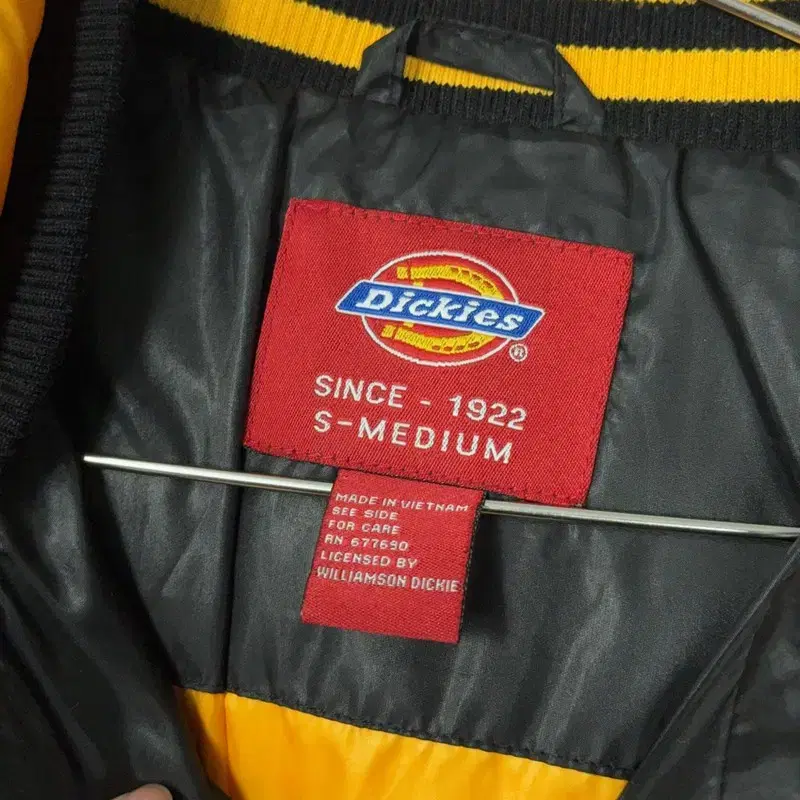 Dickies
®
SINCE - 1922
S-MEDIUM
MADE IN VIETNAM
SEE SIDE
FOR CARE
RN 677690
LICENSED BY
WILLIAMSON DICKIE